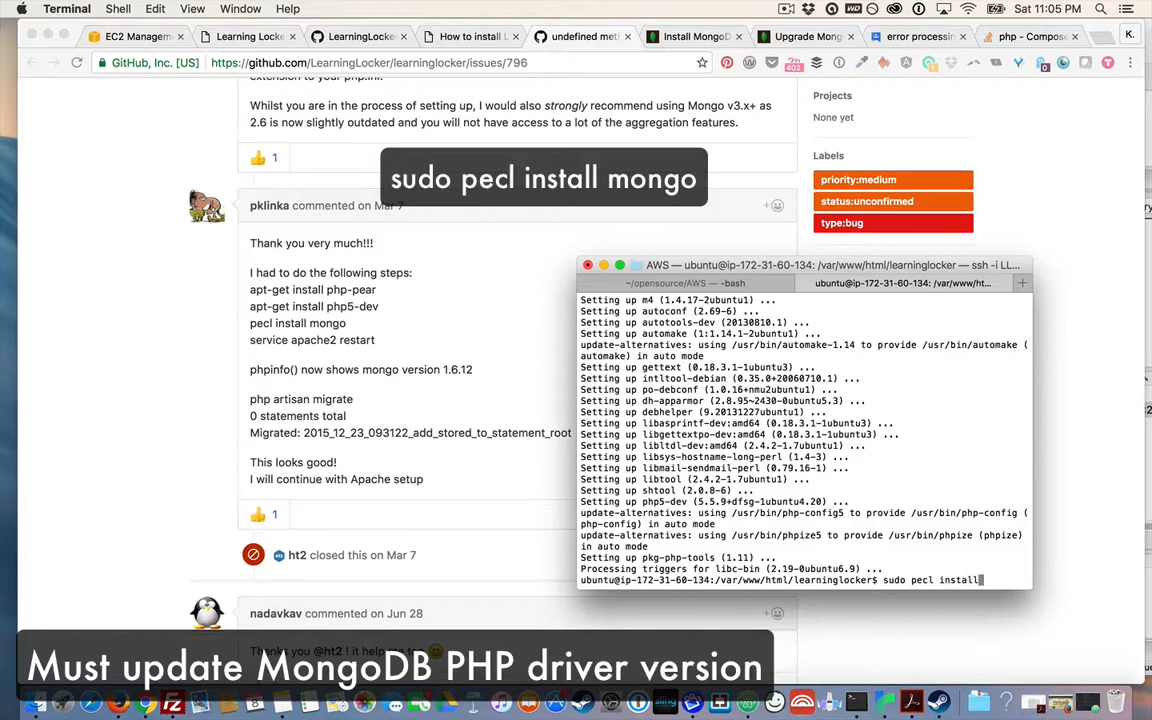 Terminal Shell Edit View Window Help
Sat 11:05 PM
EC2 Managem
Learning Locke
LearningLocke
How to install L
undefined met
Install MongoD
Upgrade Mong
error processin
php - Compos
K.
GitHub, Inc. [US] https://github.com/LearningLocker/learninglocker/issues/796
402
extension to your php.ini.
Whilst you are in the process of setting up, I would also strongly recommend using Mongo v3.x+ as
2.6 is now slightly outdated and you will not have access to a lot of the aggregation features.
1
sudo pecl install mongo
pklinka commented on Mar 7
Thank you very much!!!
I had to do the following steps:
apt-get install php-pear
apt-get install php5-dev
pecl install mongo
service apache2 restart
phpinfo() now shows mongo version 1.6.12
php artisan migrate
0 statements total
Migrated: 2015_12_23_093122_add_stored_to_statement_root
This looks good!
I will continue with Apache setup
1
ht2 closed this on Mar 7
nadavkav commented on Jun 28
Thanks you @ht2 ! it help me too
Projects
None yet
Labels
priority:medium
status:unconfirmed
type:bug
AWS — ubuntu@ip-172-31-60-134: /var/www/html/learninglocker — ssh -i LL...
~/opensource/AWS — -bash
ubuntu@ip-172-31-60-134: /var/www/ht...
Setting up m4 (1.4.17-2ubuntu1) ...
Setting up autoconf (2.69-6) ...
Setting up autotools-dev (20130810.1) ...
Setting up automake (1:1.14.1-2ubuntu1) ...
update-alternatives: using /usr/bin/automake-1.14 to provide /usr/bin/automake (
automake) in auto mode
Setting up gettext (0.18.3.1-1ubuntu3) ...
Setting up intltool-debian (0.35.0+20060710.1) ...
Setting up po-debconf (1.0.16+nmu2ubuntu1) ...
Setting up dh-apparmor (2.8.95~2430-0ubuntu5.3) ...
Setting up debhelper (9.20131227ubuntu1) ...
Setting up libasprintf-dev:amd64 (0.18.3.1-1ubuntu3) ...
Setting up libgettextpo-dev:amd64 (0.18.3.1-1ubuntu3) ...
Setting up libltdl-dev:amd64 (2.4.2-1.7ubuntu1) ...
Setting up libsys-hostname-long-perl (1.4-3) ...
Setting up libmail-sendmail-perl (0.79.16-1) ...
Setting up libtool (2.4.2-1.7ubuntu1) ...
Setting up shtool (2.0.8-6) ...
Setting up php5-dev (5.5.9+dfsg-1ubuntu4.20) ...
update-alternatives: using /usr/bin/php-config5 to provide /usr/bin/php-config (
php-config) in auto mode
update-alternatives: using /usr/bin/phpize5 to provide /usr/bin/phpize (phpize)
in auto mode
Setting up pkg-php-tools (1.11) ...
Processing triggers for libc-bin (2.19-0ubuntu6.9) ...
ubuntu@ip-172-31-60-134:/var/www/html/learninglocker$ sudo pecl install
Must update MongoDB PHP driver version